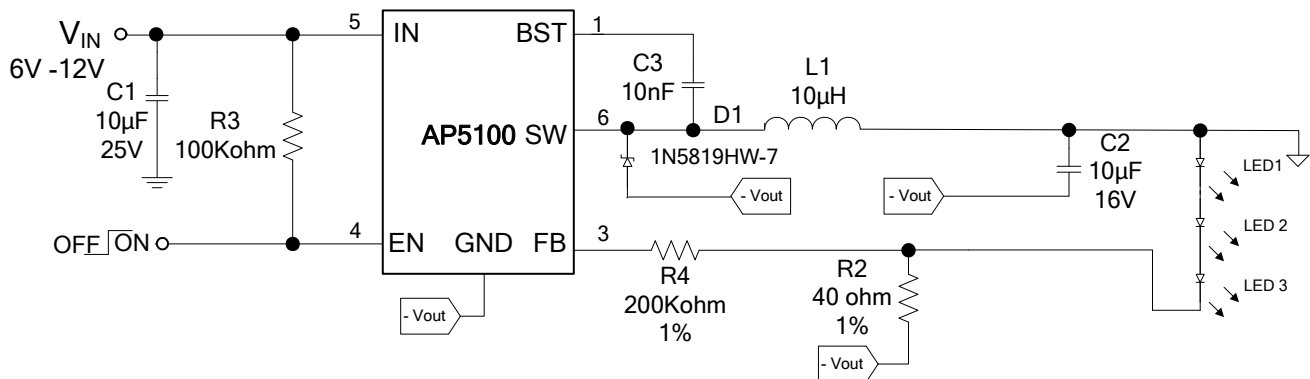 VIN
6V -12V
C1
10µF
25V
R3
100Kohm
OFF ON
5
4
IN
BST
AP5100
SW
EN
GND
FB
1
6
3
- Vout
C3
10nF
D1
1N5819HW-7
- Vout
L1
10µH
C2
10µF
16V
- Vout
R4
200Kohm
1%
R2
40 ohm
1%
- Vout
LED1
LED 2
LED 3